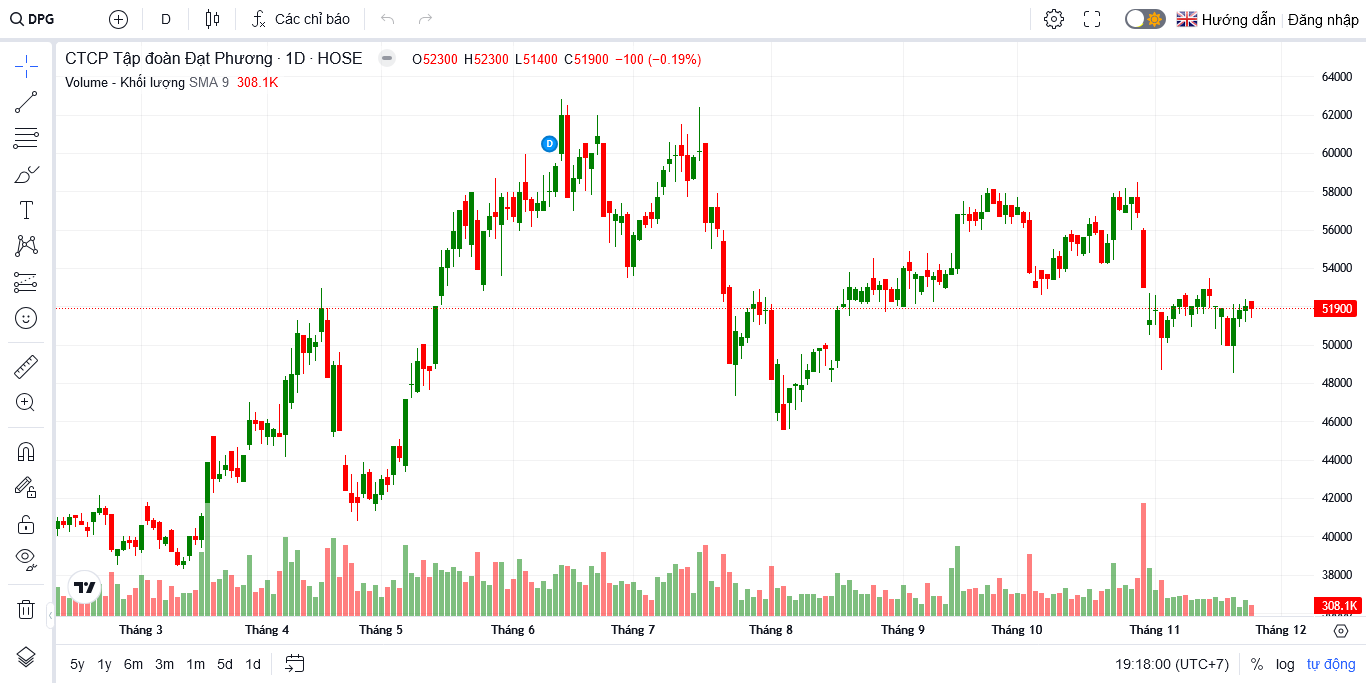 DPG D Các chỉ báo Hướng dẫn Đăng nhập
CTCP Tập đoàn Đạt Phương · 1D · HOSE O52300 H52300 L51400 C51900 −100 (−0.19%)
Volume - Khối lượng SMA 9 308.1K
64000
62000
60000
D
58000
56000
54000
51900
50000
48000
46000
44000
42000
40000
38000
308.1K
Tháng 3 Tháng 4 Tháng 5 Tháng 6 Tháng 7 Tháng 8 Tháng 9 Tháng 10 Tháng 11 Tháng 12
5y 1y 6m 3m 1m 5d 1d 19:18:00 (UTC+7) % log tự động